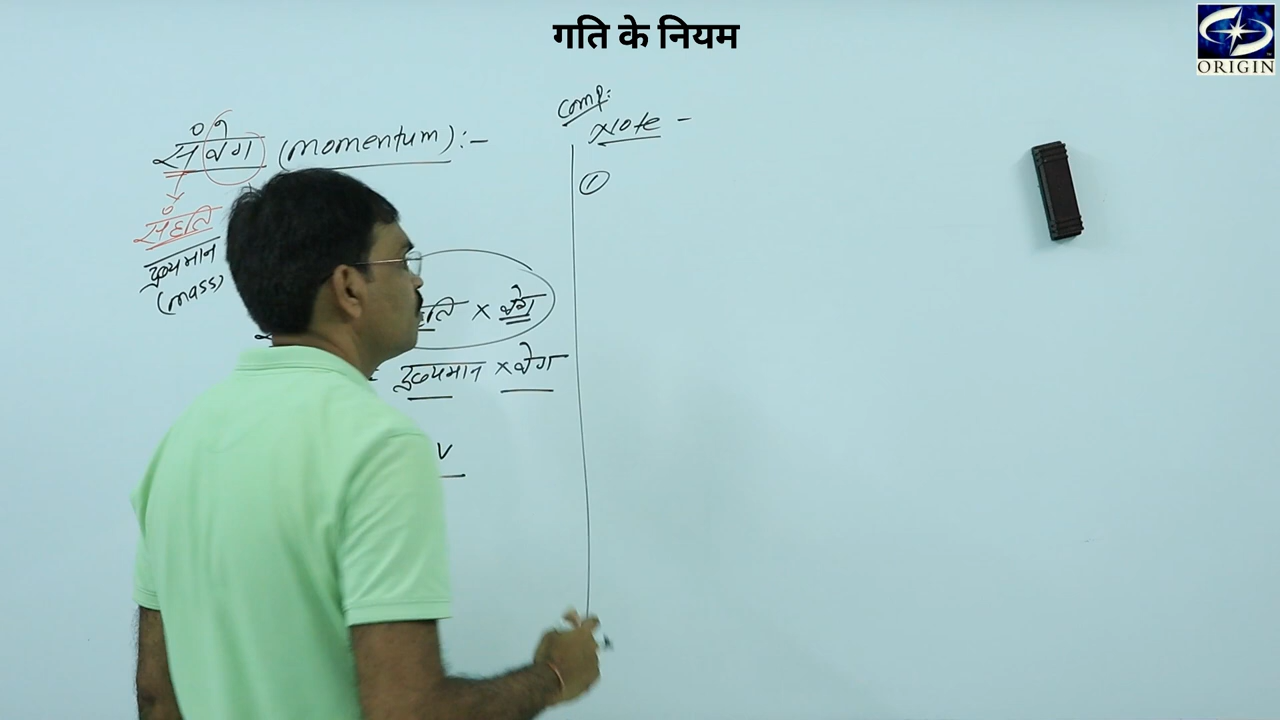 गति के नियम
ORIGIN
संवेग (momentum) :-
संहति
द्रव्यमान
(mass)
× वेग
द्रव्यमान × वेग
v
Comp:
Note -
①